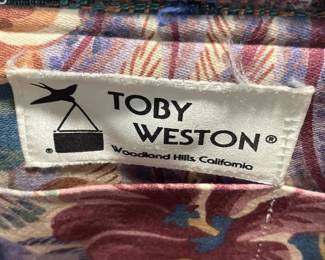 TOBY
WESTON®
®
Woodland Hills, California